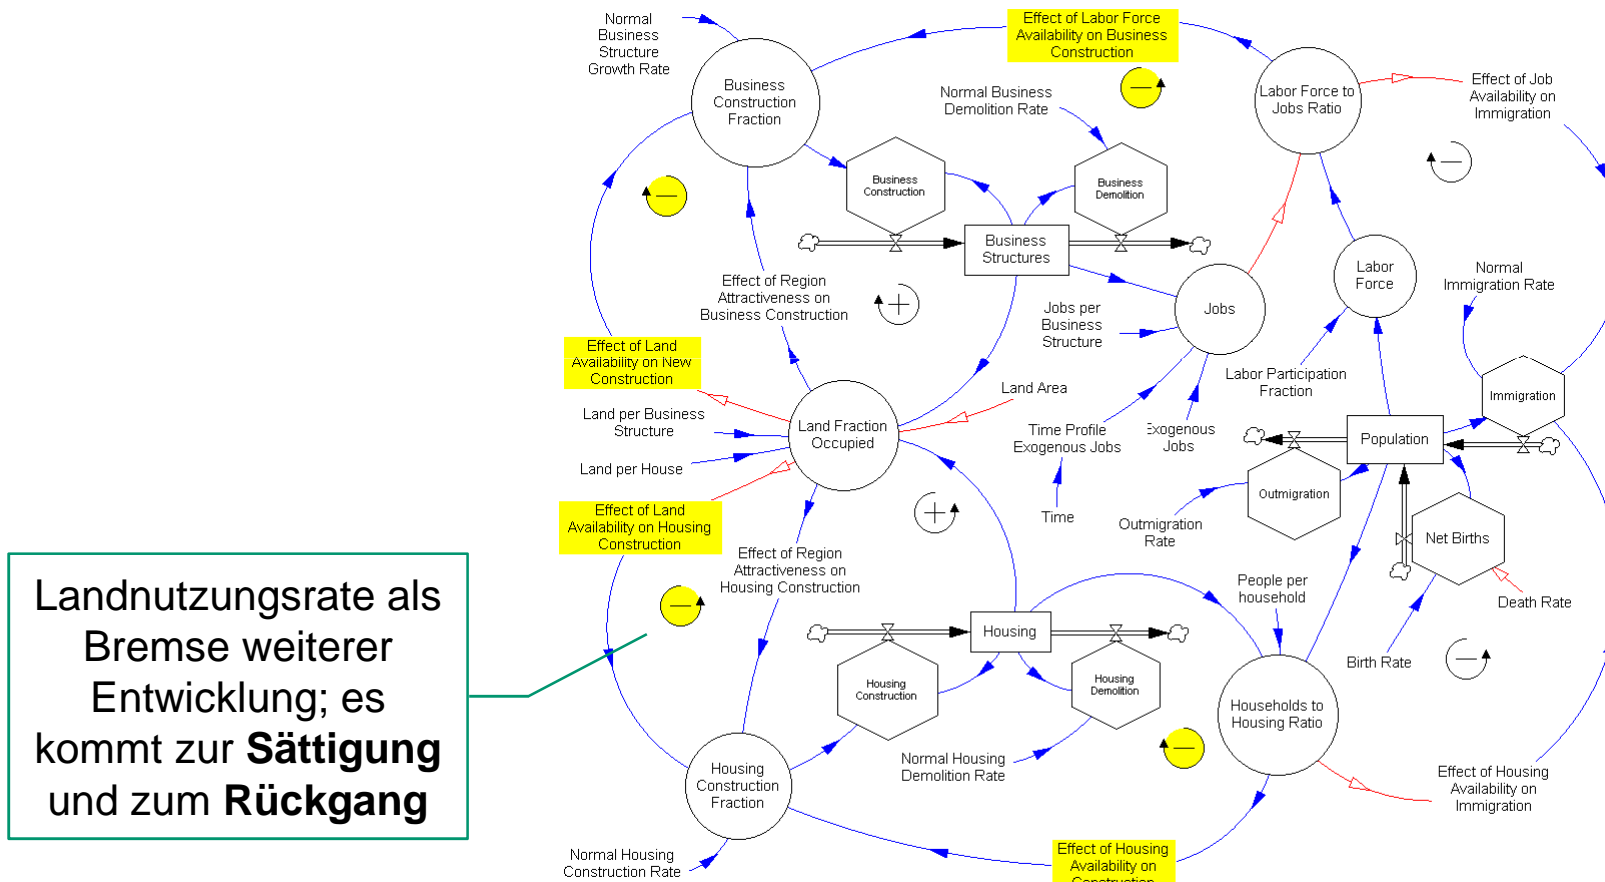 Normal
Business
Structure
Growth Rate
Effect of Labor Force
Availability on Business
Construction
Business
Construction
Fraction
Normal Business
Demolition Rate
Labor Force to
Jobs Ratio
Effect of Job
Availability on
Immigration
Business
Construction
Business
Demolition
Business
Structures
Effect of Region
Attractiveness on
Business Construction
Jobs per
Business
Structure
Jobs
Labor
Force
Normal
Immigration Rate
Effect of Land
Availability on New
Construction
Labor Participation
Fraction
Land Area
Immigration
Land per Business
Structure
Land Fraction
Occupied
Time Profile
Exogenous Jobs
Exogenous
Jobs
Population
Land per House
Outmigration
Effect of Land
Availability on Housing
Construction
Time
Outmigration
Rate
Net Births
Effect of Region
Attractiveness on
Housing Construction
People per
household
Death Rate
Landnutzungsrate als
Bremse weiterer
Entwicklung; es
kommt zur Sättigung
und zum Rückgang
Housing
Birth Rate
Housing
Construction
Housing
Demolition
Households to
Housing Ratio
Normal Housing
Demolition Rate
Housing
Construction
Fraction
Effect of Housing
Availability on
Immigration
Normal Housing
Construction Rate
Effect of Housing
Availability on
Construction